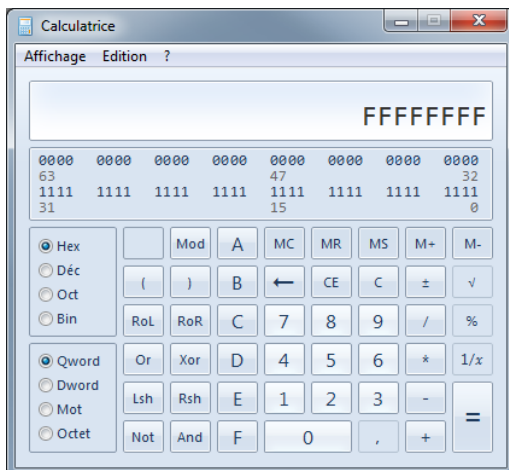 Calculatrice
Affichage Edition ?
FFFFFFFF
0000 0000 0000 0000 0000 0000 0000 0000
63 47 32
1111 1111 1111 1111 1111 1111 1111 1111
31 15 0
Hex Mod A MC MR MS M+ M-
Déc ( ) B ← CE C ± √
Oct
Bin RoL RoR C 7 8 9 / %
Qword Or Xor D 4 5 6 * 1/x
Dword
Mot Lsh Rsh E 1 2 3 - =
Octet Not And F 0 , +